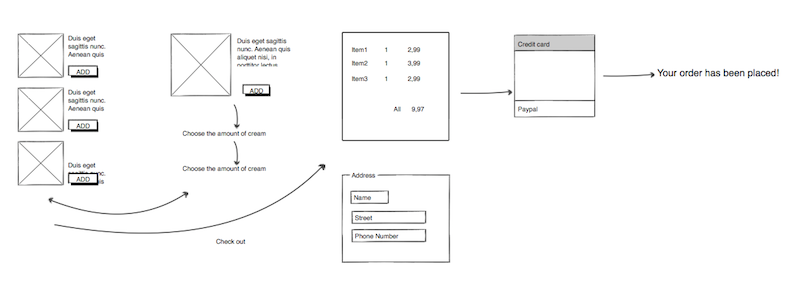 Duis eget
sagittis nunc.
Aenean quis
ADD
Duis eget
sagittis nunc.
Aenean quis
ADD
Duis eget
ADD
Duis eget sagittis
nunc. Aenean quis
aliquet nisi, in
porttitor lectus
ADD
Choose the amount of cream
Choose the amount of cream
Check out
Item1 1 2,99
Item2 1 3,99
Item3 1 2,99
All 9,97
Address
Name
Street
Phone Number
Credit card
Paypal
Your order has been placed!